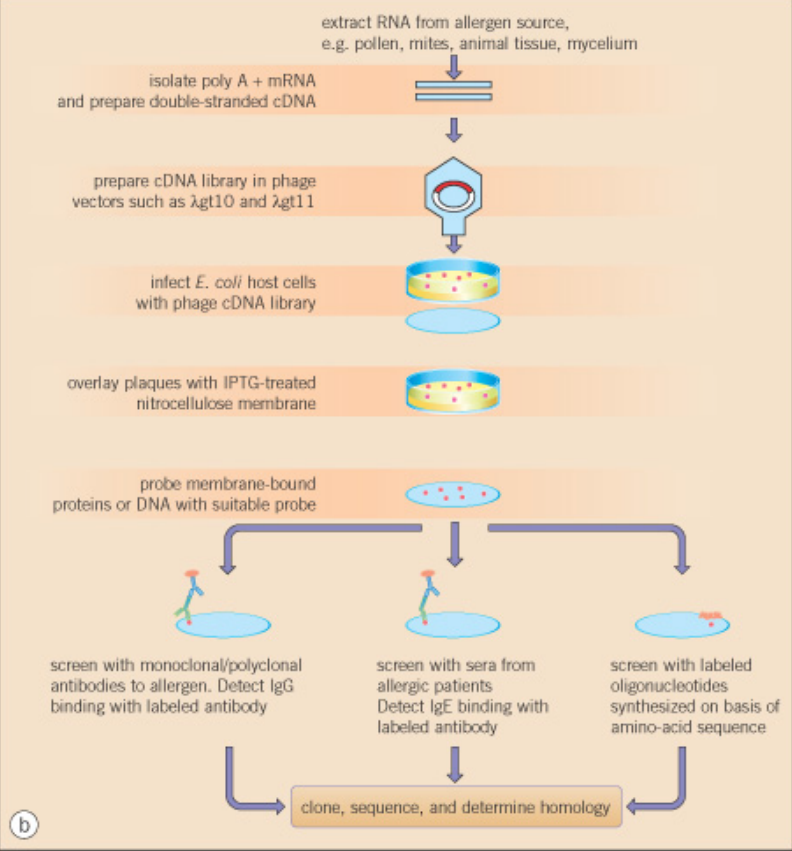 extract RNA from allergen source,
e.g. pollen, mites, animal tissue, mycelium
isolate poly A + mRNA
and prepare double-stranded cDNA
prepare cDNA library in phage
vectors such as λgt10 and λgt11
infect E. coli host cells
with phage cDNA library
overlay plaques with IPTG-treated
nitrocellulose membrane
probe membrane-bound
proteins or DNA with suitable probe
screen with monoclonal/polyclonal
antibodies to allergen. Detect IgG
binding with labeled antibody
screen with sera from
allergic patients
Detect IgE binding with
labeled antibody
screen with labeled
oligonucleotides
synthesized on basis of
amino-acid sequence
clone, sequence, and determine homology
b